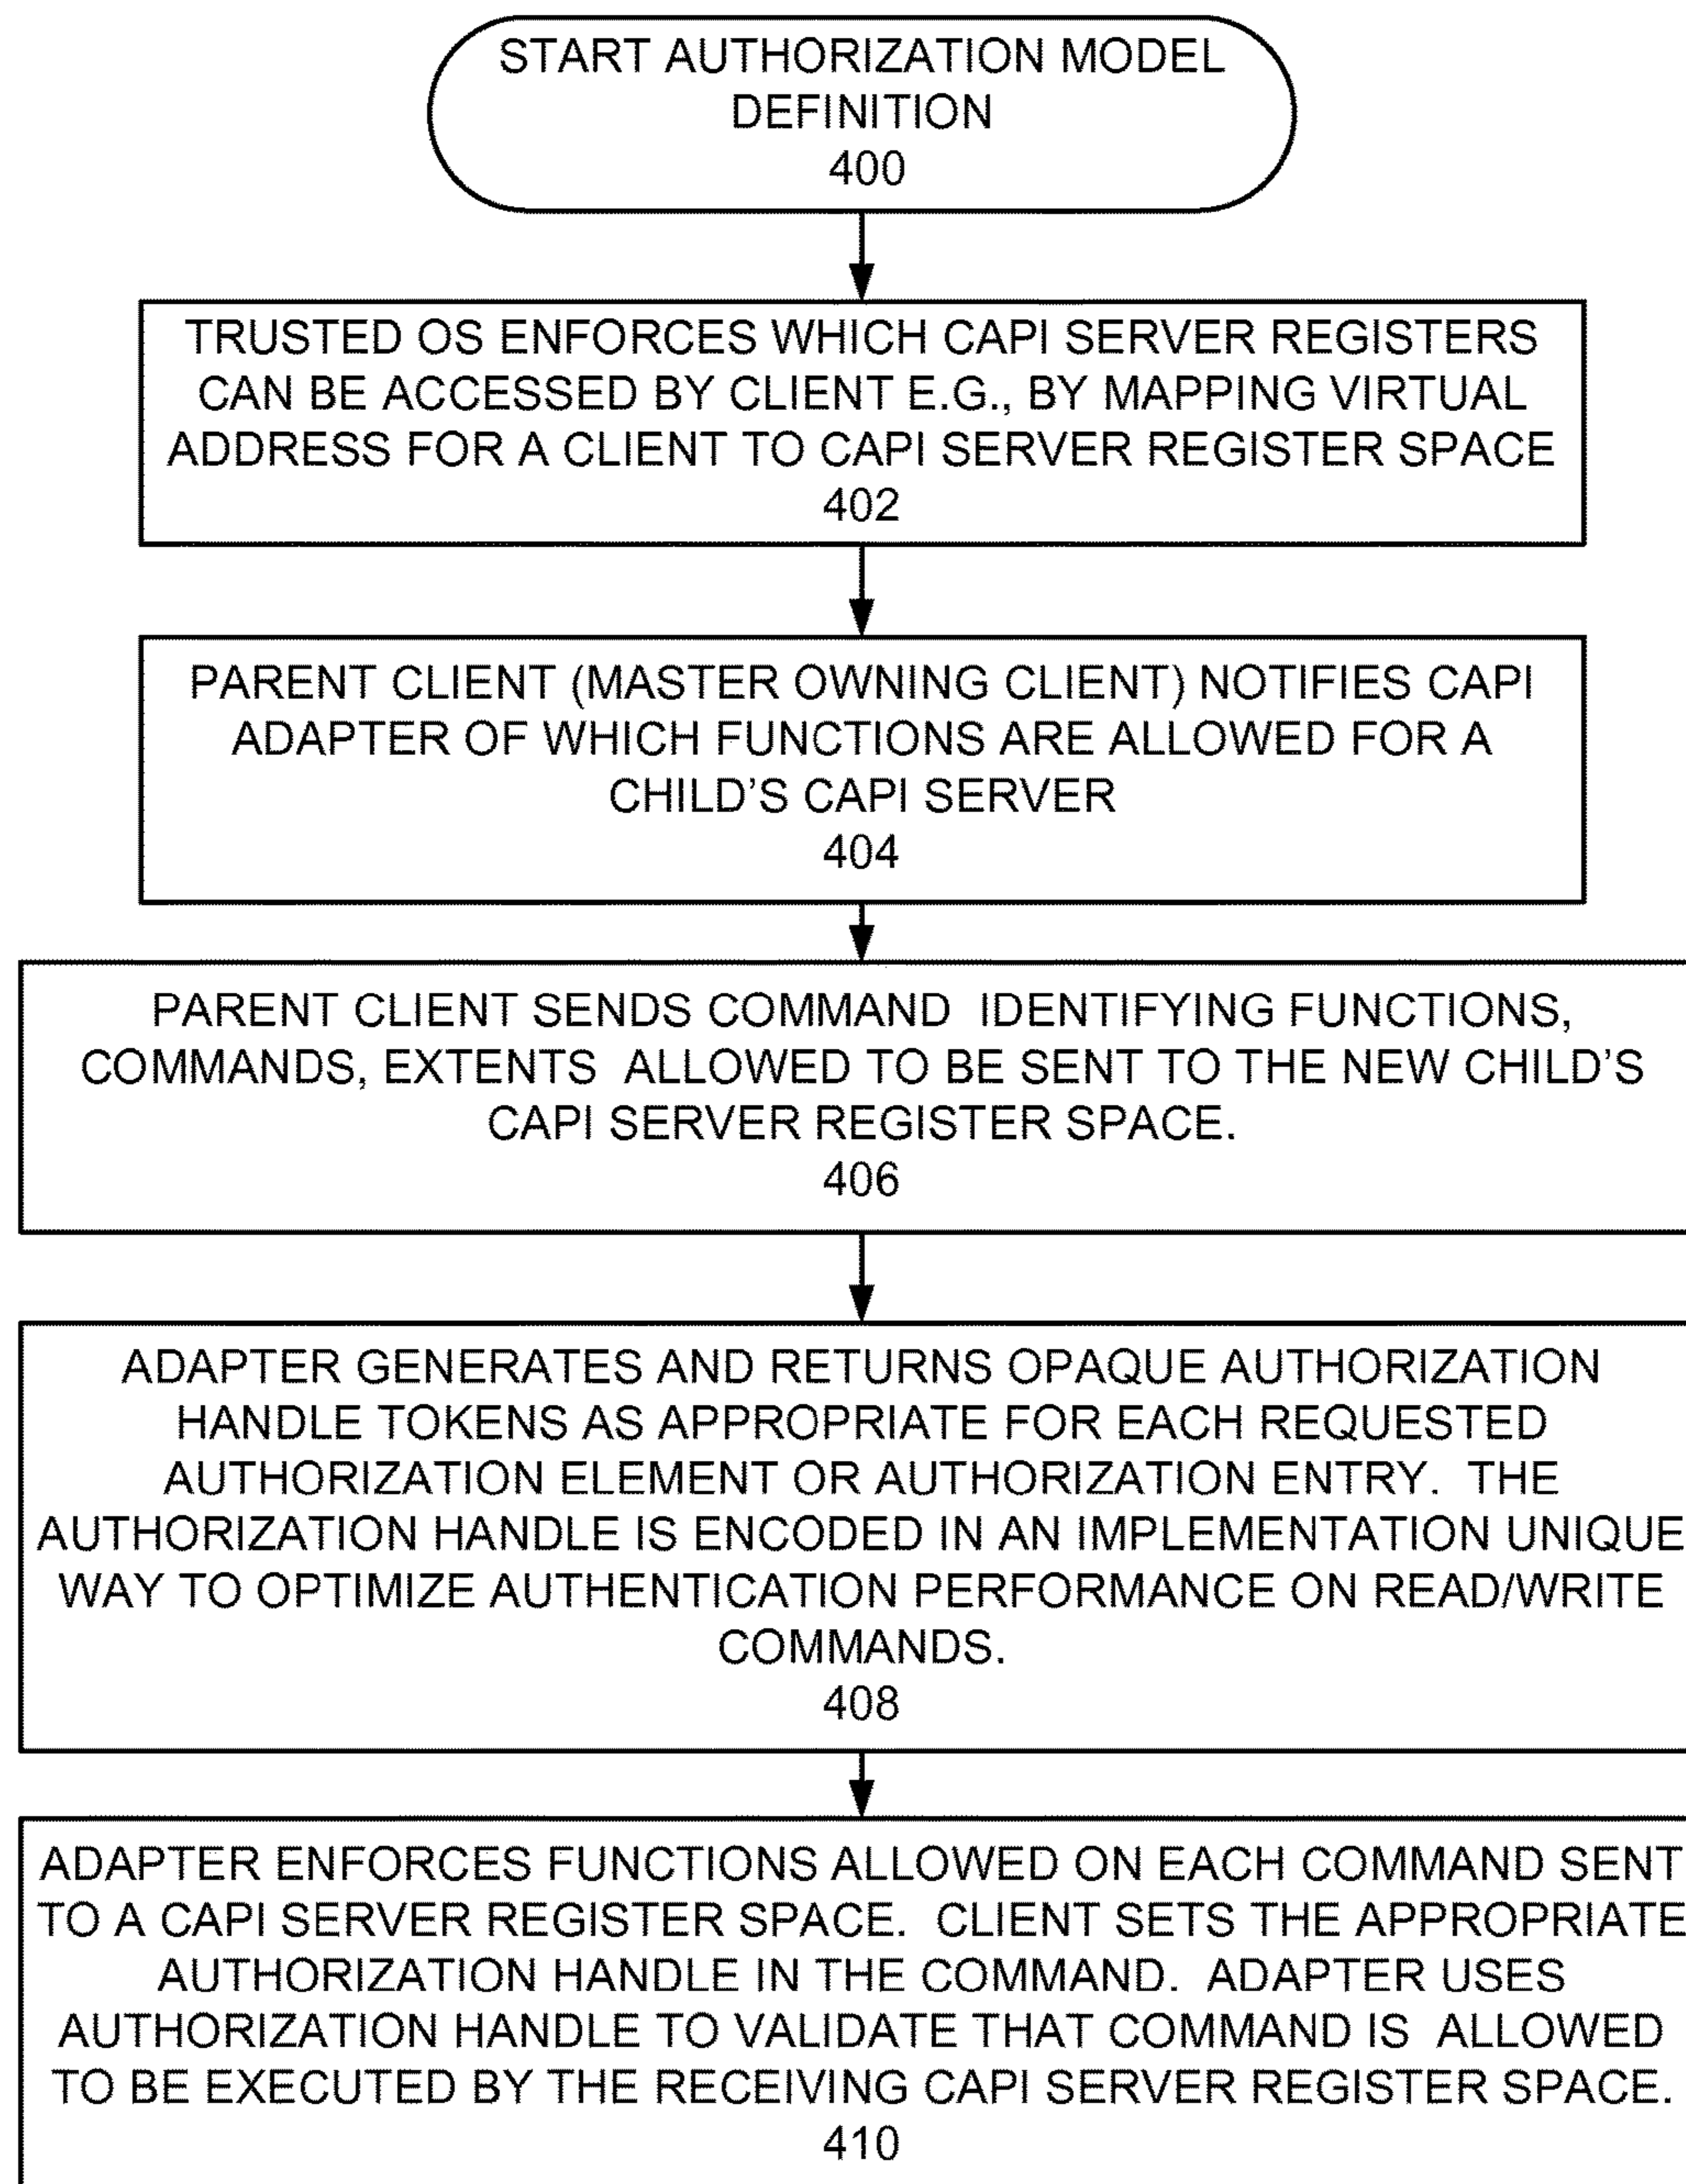 START AUTHORIZATION MODEL
DEFINITION
400
TRUSTED OS ENFORCES WHICH CAPI SERVER REGISTERS
CAN BE ACCESSED BY CLIENT E.G., BY MAPPING VIRTUAL
ADDRESS FOR A CLIENT TO CAPI SERVER REGISTER SPACE
402
PARENT CLIENT (MASTER OWNING CLIENT) NOTIFIES CAPI
ADAPTER OF WHICH FUNCTIONS ARE ALLOWED FOR A
CHILD'S CAPI SERVER
404
PARENT CLIENT SENDS COMMAND IDENTIFYING FUNCTIONS,
COMMANDS, EXTENTS ALLOWED TO BE SENT TO THE NEW CHILD'S
CAPI SERVER REGISTER SPACE.
406
ADAPTER GENERATES AND RETURNS OPAQUE AUTHORIZATION
HANDLE TOKENS AS APPROPRIATE FOR EACH REQUESTED
AUTHORIZATION ELEMENT OR AUTHORIZATION ENTRY. THE
AUTHORIZATION HANDLE IS ENCODED IN AN IMPLEMENTATION UNIQUE
WAY TO OPTIMIZE AUTHENTICATION PERFORMANCE ON READ/WRITE
COMMANDS.
408
ADAPTER ENFORCES FUNCTIONS ALLOWED ON EACH COMMAND SENT
TO A CAPI SERVER REGISTER SPACE. CLIENT SETS THE APPROPRIATE
AUTHORIZATION HANDLE IN THE COMMAND. ADAPTER USES
AUTHORIZATION HANDLE TO VALIDATE THAT COMMAND IS ALLOWED
TO BE EXECUTED BY THE RECEIVING CAPI SERVER REGISTER SPACE.
410